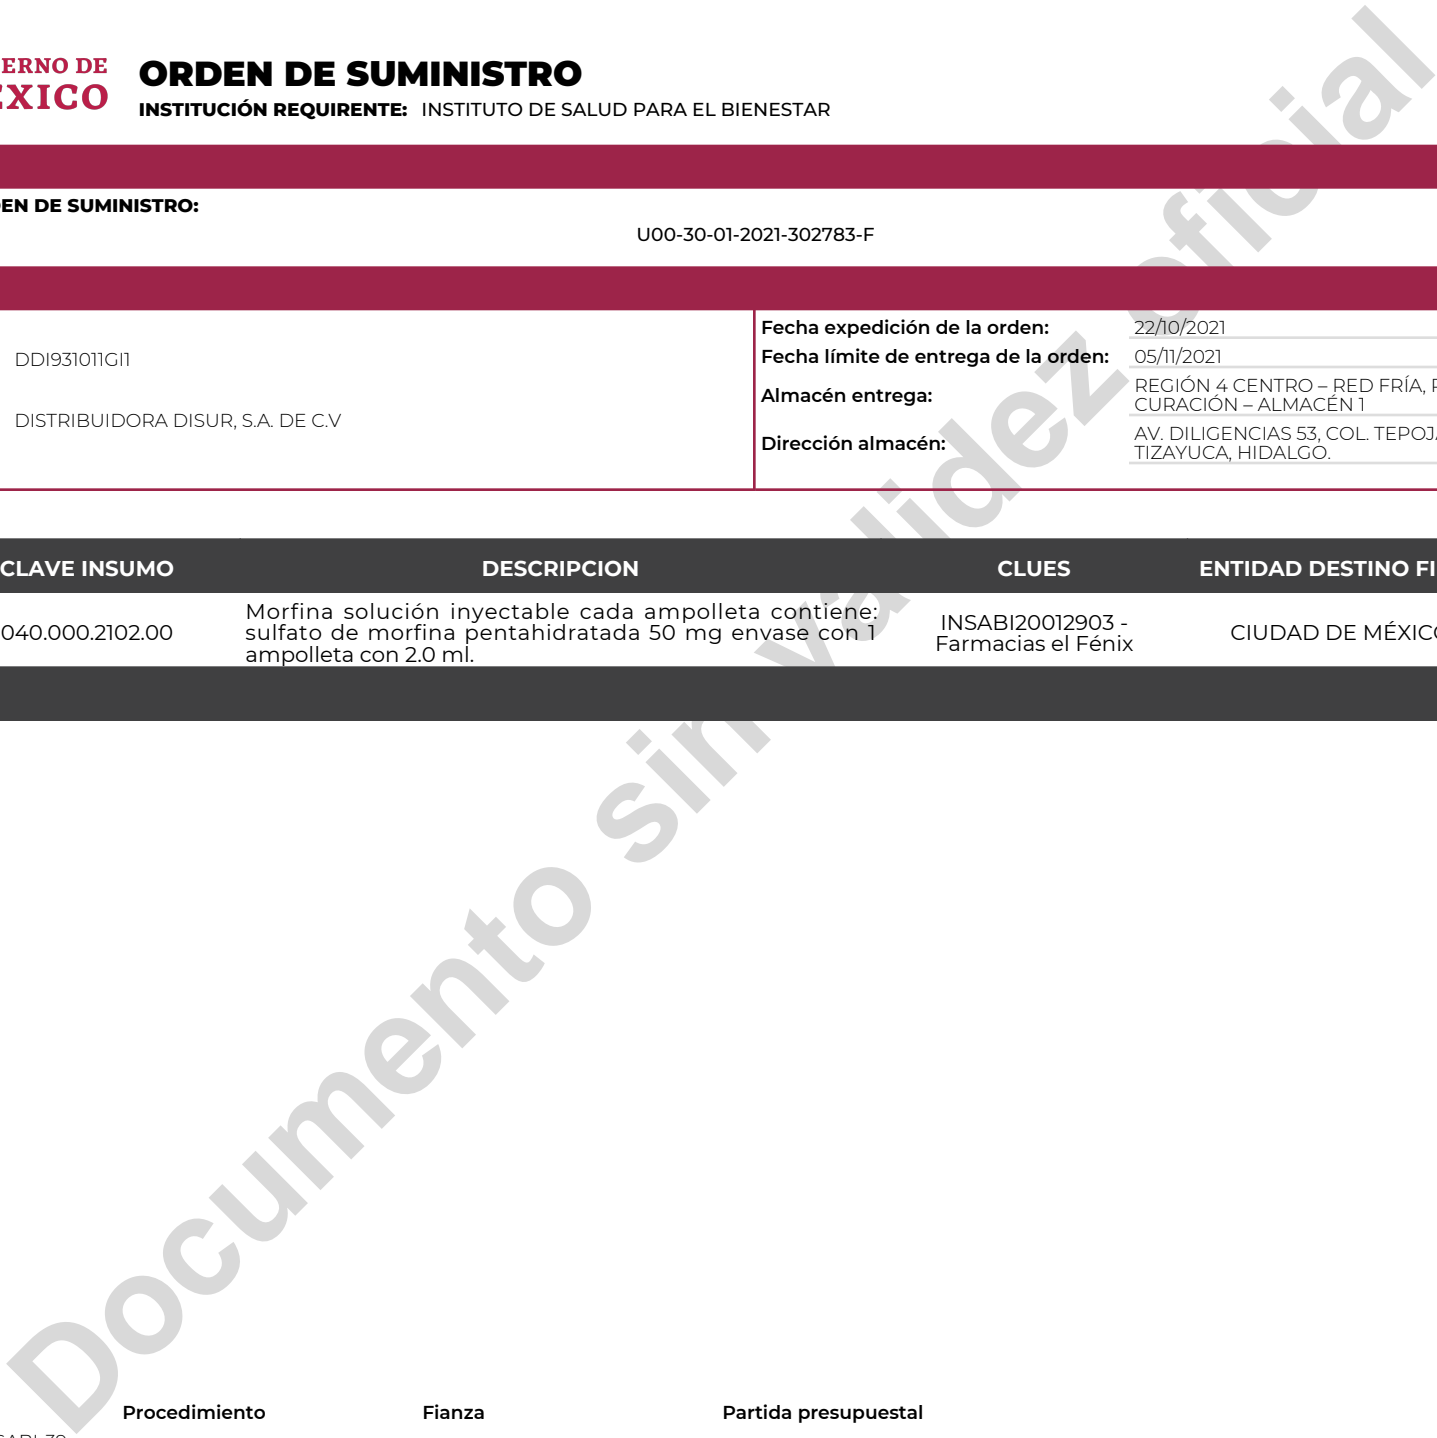 ERNO DE
ÉXICO
ORDEN DE SUMINISTRO
INSTITUCIÓN REQUIRENTE: INSTITUTO DE SALUD PARA EL BIENESTAR
EN DE SUMINISTRO:
U00-30-01-2021-302783-F
DDI931011GI1
DISTRIBUIDORA DISUR, S.A. DE C.V
Fecha expedición de la orden: 22/10/2021
Fecha límite de entrega de la orden: 05/11/2021
Almacén entrega: REGIÓN 4 CENTRO – RED FRÍA,
CURACIÓN – ALMACÉN 1
Dirección almacén: AV. DILIGENCIAS 53, COL. TEPOJ
TIZAYUCA, HIDALGO.
CLAVE INSUMO DESCRIPCION CLUES ENTIDAD DESTINO FI
040.000.2102.00
Morfina solución inyectable cada ampolleta contiene:
sulfato de morfina pentahidratada 50 mg envase con 1
ampolleta con 2.0 ml.
INSABI20012903 -
Farmacias el Fénix
CIUDAD DE MÉXICO
Procedimiento Fianza Partida presupuestal
Documento sin validez oficial